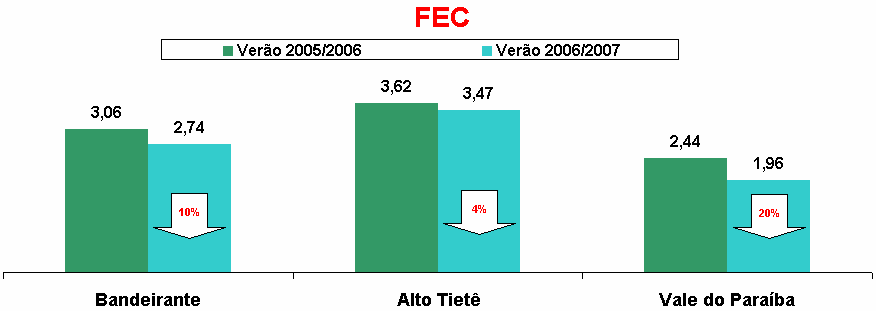 FEC
Verão 2005/2006 Verão 2006/2007
3,06 2,74 3,62 3,47 2,44 1,96
10% 4% 20%
Bandeirante Alto Tietê Vale do Paraíba